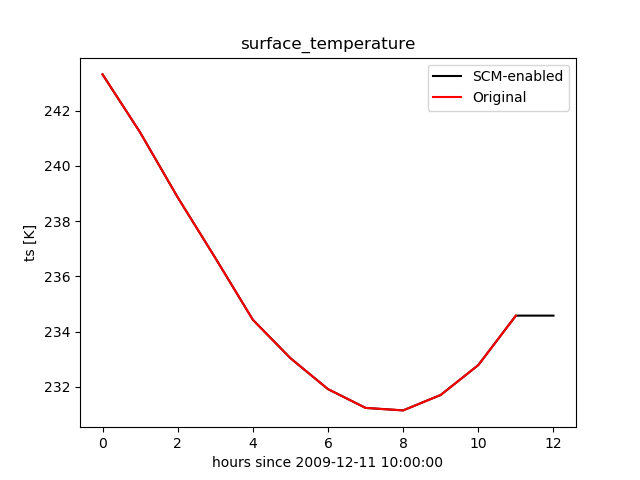 surface_temperature
SCM-enabled
Original
242
240
238
236
234
232
ts [K]
0 2 4 6 8 10 12
hours since 2009-12-11 10:00:00